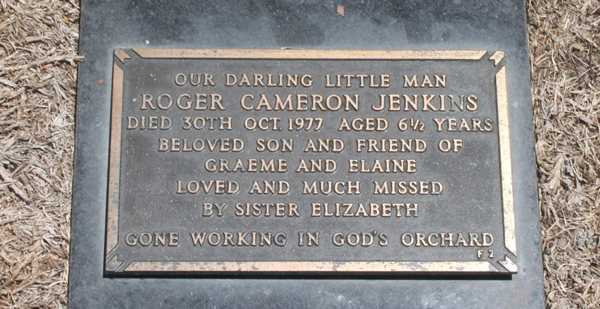 OUR DARLING LITTLE MAN
ROGER CAMERON JENKINS
DIED 30TH OCT. 1977 AGED 6½ YEARS
BELOVED SON AND FRIEND OF
GRAEME AND ELAINE
LOVED AND MUCH MISSED
BY SISTER ELIZABETH
GONE WORKING IN GOD'S ORCHARD
F 2